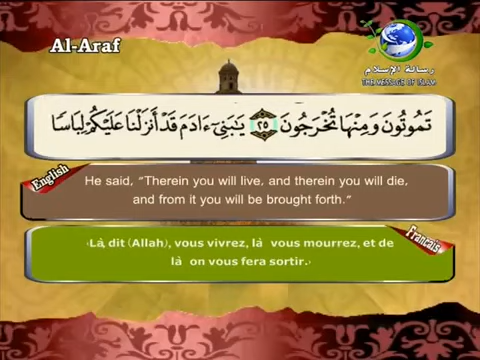 Al-Araf
رسالة الإسلام
THE MESSAGE OF ISLAM
تَمُوتُونَ وَمِنْهَا تُخْرَجُونَ ٢٥ يَٰبَنِىٓ ءَادَمَ قَدْ أَنزَلْنَا عَلَيْكُمْ لِبَاسًا
English
He said, "Therein you will live, and therein you will die,
and from it you will be brought forth."
Francais
‹Là, dit (Allah), vous vivrez, là vous mourrez, et de
là on vous fera sortir.›